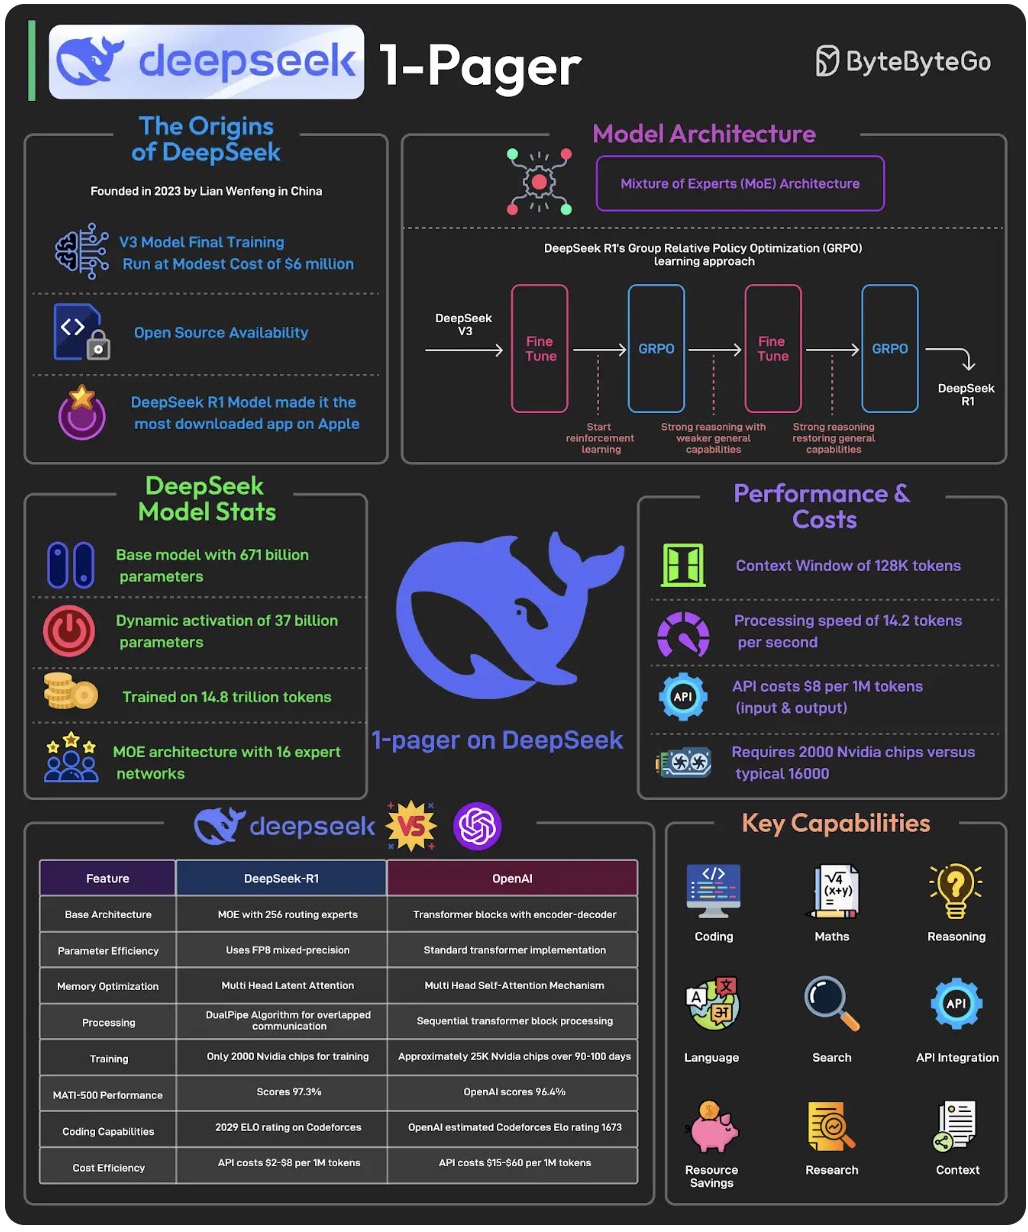 deepseek 1-Pager
ByteByteGo
The Origins
of DeepSeek
Founded in 2023 by Lian Wenfeng in China
V3 Model Final Training
Run at Modest Cost of $6 million
Open Source Availability
DeepSeek R1 Model made it the
most downloaded app on Apple
Model Architecture
Mixture of Experts (MoE) Architecture
DeepSeek R1's Group Relative Policy Optimization (GRPO)
learning approach
DeepSeek
V3
Fine
Tune
GRPO
Fine
Tune
GRPO
DeepSeek
R1
Start
reinforcement
learning
Strong reasoning with
weaker general
capabilities
Strong reasoning
restoring general
capabilities
DeepSeek
Model Stats
Base model with 671 billion
parameters
Dynamic activation of 37 billion
parameters
Trained on 14.8 trillion tokens
MOE architecture with 16 expert
networks
1-pager on DeepSeek
Performance &
Costs
Context Window of 128K tokens
Processing speed of 14.2 tokens
per second
API
API costs $8 per 1M tokens
(input & output)
Requires 2000 Nvidia chips versus
typical 16000
deepseek VS
Feature DeepSeek-R1 OpenAI
Base Architecture MOE with 256 routing experts Transformer blocks with encoder-decoder
Parameter Efficiency Uses FP8 mixed-precision Standard transformer implementation
Memory Optimization Multi Head Latent Attention Multi Head Self-Attention Mechanism
Processing DualPipe Algorithm for overlapped
communication Sequential transformer block processing
Training Only 2000 Nvidia chips for training Approximately 25K Nvidia chips over 90-100 days
MATI-500 Performance Scores 97.3% OpenAI scores 96.4%
Coding Capabilities 2029 ELO rating on Codeforces OpenAI estimated Codeforces Elo rating 1673
Cost Efficiency API costs $2-$8 per 1M tokens API costs $15-$60 per 1M tokens
Key Capabilities
</>
√4
(x+y)
=
?
Coding
Maths
Reasoning
A 文 अ
API
Language
Search
API Integration
$
Resource
Savings
Research
Context